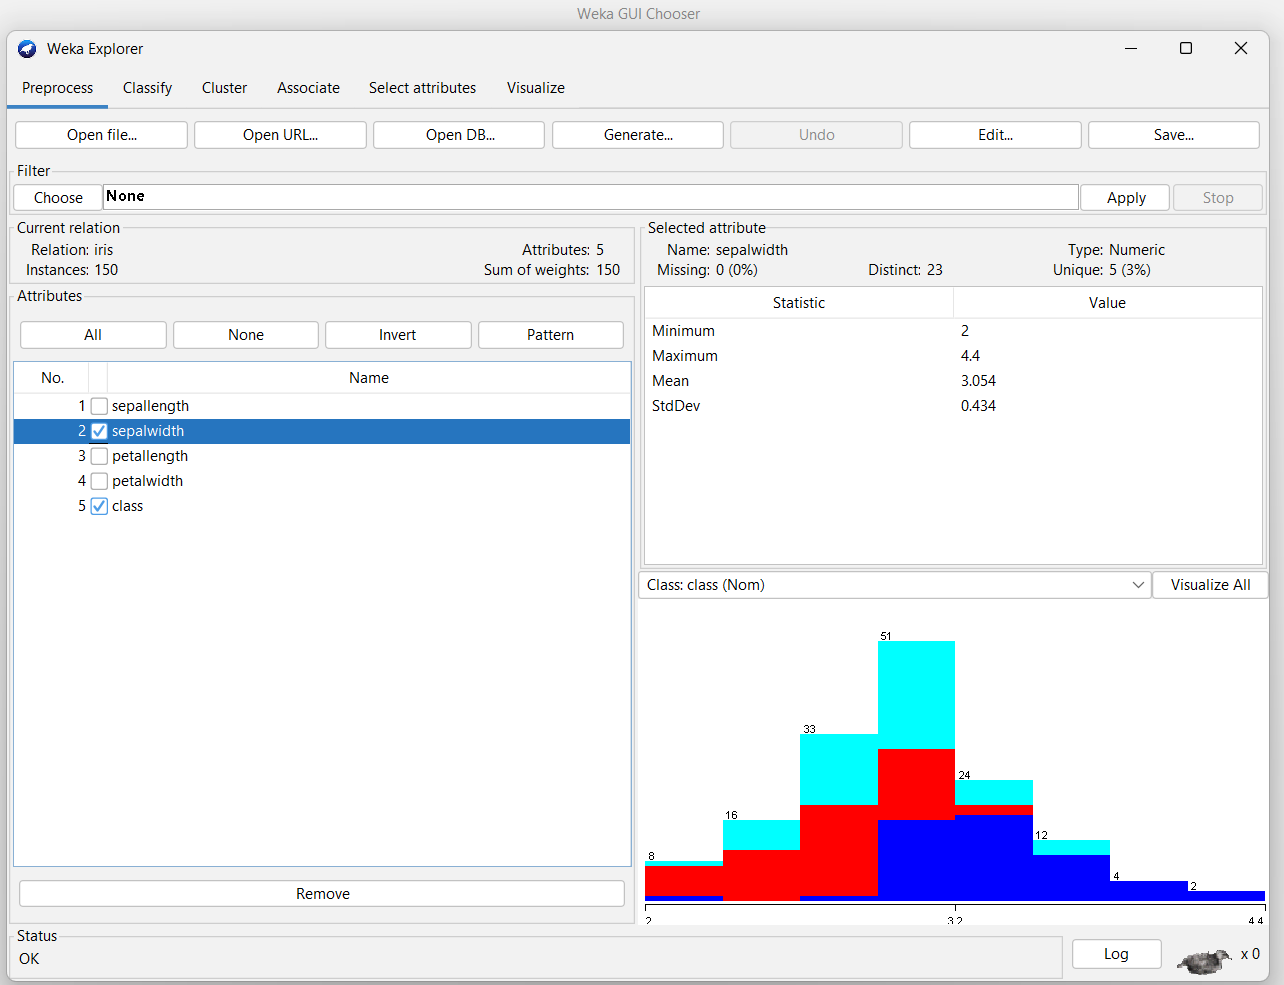 Weka GUI Chooser
Weka Explorer
Preprocess Classify Cluster Associate Select attributes Visualize
Open file... Open URL... Open DB... Generate... Undo Edit... Save...
Filter
Choose None Apply Stop
Current relation
Relation: iris Attributes: 5
Instances: 150 Sum of weights: 150
Attributes
All None Invert Pattern
No. Name
1 sepallength
2 sepalwidth
3 petallength
4 petalwidth
5 class
Remove
Selected attribute
Name: sepalwidth Type: Numeric
Missing: 0 (0%) Distinct: 23 Unique: 5 (3%)
Statistic Value
Minimum 2
Maximum 4.4
Mean 3.054
StdDev 0.434
Class: class (Nom) Visualize All
51
33
24
16
12
8
4
2
2 3.2 4.4
Status
OK
Log x 0